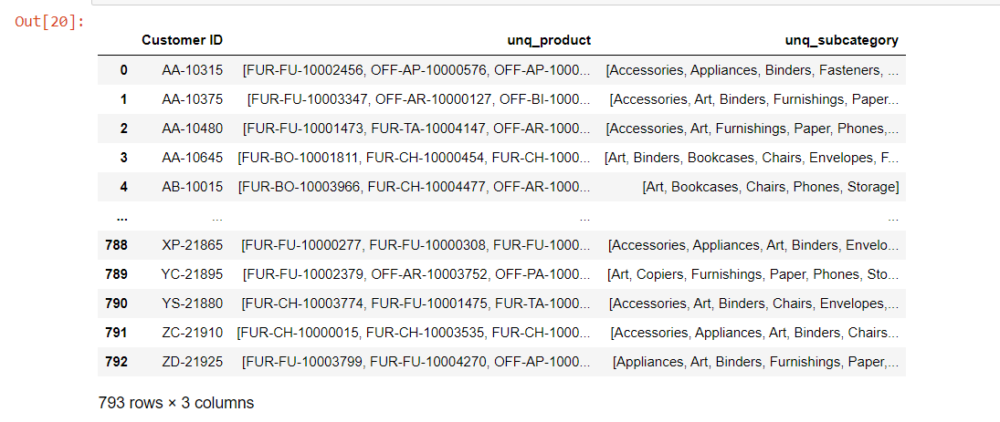 Out[20]:
Customer ID unq_product unq_subcategory
0 AA-10315 [FUR-FU-10002456, OFF-AP-10000576, OFF-AP-1000... [Accessories, Appliances, Binders, Fasteners, ...
1 AA-10375 [FUR-FU-10003347, OFF-AR-10000127, OFF-BI-1000... [Accessories, Art, Binders, Furnishings, Paper...
2 AA-10480 [FUR-FU-10001473, FUR-TA-10004147, OFF-AR-1000... [Accessories, Art, Furnishings, Paper, Phones,...
3 AA-10645 [FUR-BO-10001811, FUR-CH-10000454, FUR-CH-1000... [Art, Binders, Bookcases, Chairs, Envelopes, F...
4 AB-10015 [FUR-BO-10003966, FUR-CH-10004477, OFF-AR-1000... [Art, Bookcases, Chairs, Phones, Storage]
... ... ... ...
788 XP-21865 [FUR-FU-10000277, FUR-FU-10000308, FUR-FU-1000... [Accessories, Appliances, Art, Binders, Envelo...
789 YC-21895 [FUR-FU-10002379, OFF-AR-10003752, OFF-PA-1000... [Art, Copiers, Furnishings, Paper, Phones, Sto...
790 YS-21880 [FUR-CH-10003774, FUR-FU-10001475, FUR-TA-1000... [Accessories, Art, Binders, Chairs, Envelopes,...
791 ZC-21910 [FUR-CH-10000015, FUR-CH-10003535, FUR-CH-1000... [Accessories, Appliances, Art, Binders, Chairs...
792 ZD-21925 [FUR-FU-10003799, FUR-FU-10004270, OFF-AP-1000... [Appliances, Art, Binders, Furnishings, Paper,...
793 rows × 3 columns